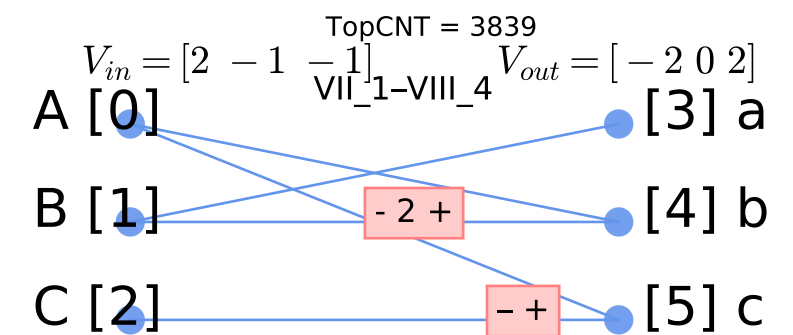 TopCNT = 3839
V_in = [2 − 1 − 1] V_out = [− 2 0 2]
VII_1–VIII_4
A [0] [3] a
B [1] - 2 + [4] b
C [2] – + [5] c